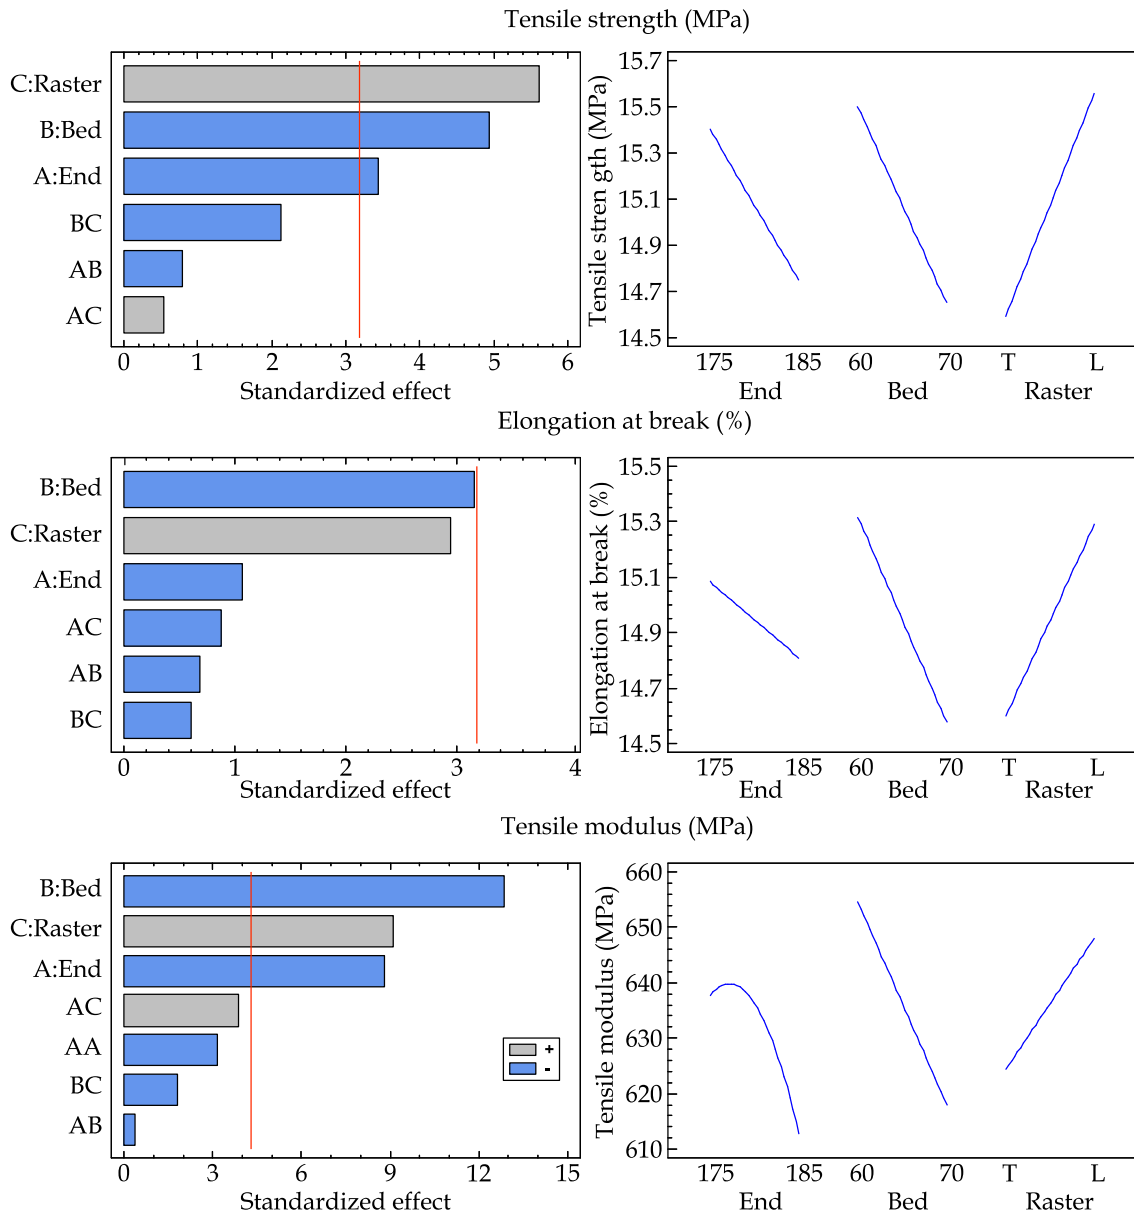 Tensile strength (MPa)
C:Raster
B:Bed
A:End
BC
AB
AC
0 1 2 3 4 5 6
Standardized effect
Tensile stren gth (MPa)
15.7
15.5
15.3
15.1
14.9
14.7
14.5
175 185 60 70 T L
End Bed Raster
Elongation at break (%)
B:Bed
C:Raster
A:End
AC
AB
BC
0 1 2 3 4
Standardized effect
Elongation at break (%)
15.5
15.3
15.1
14.9
14.7
14.5
175 185 60 70 T L
End Bed Raster
Tensile modulus (MPa)
B:Bed
C:Raster
A:End
AC
AA
BC
AB
+
-
0 3 6 9 12 15
Standardized effect
Tensile modulus (MPa)
660
650
640
630
620
610
175 185 60 70 T L
End Bed Raster